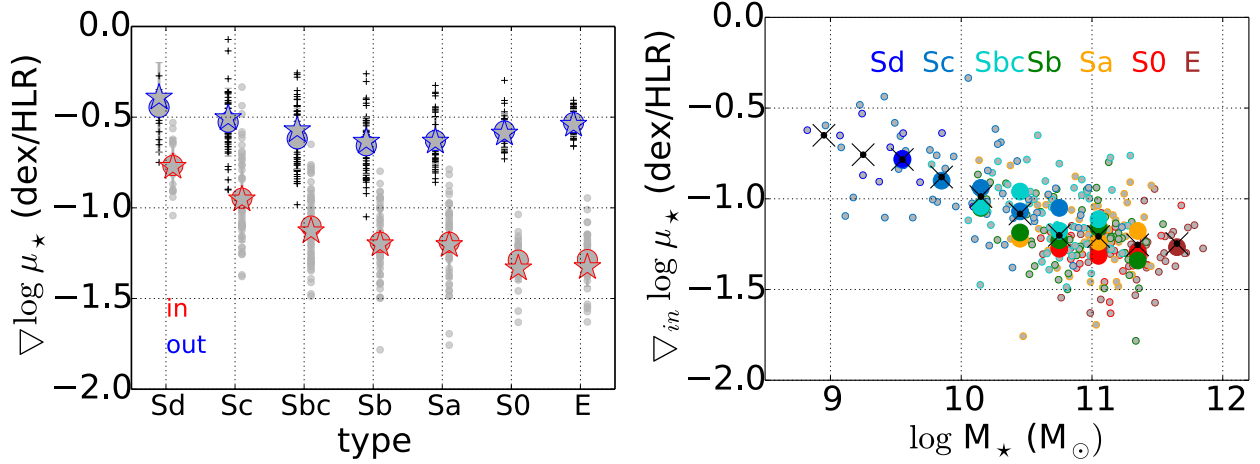 0.0
−0.5
−1.0
−1.5
−2.0
▽log μ⋆ (dex/HLR)
in
out
Sd Sc Sbc Sb Sa S0 E
type
0.0
−0.5
−1.0
−1.5
−2.0
▽in log μ⋆ (dex/HLR)
Sd Sc Sbc Sb Sa S0 E
9 10 11 12
log M⋆ (M⊙)